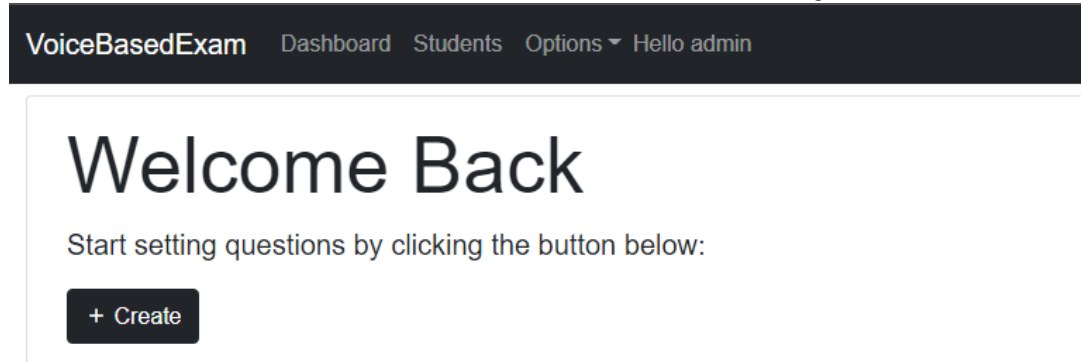 VoiceBasedExam Dashboard Students Options Hello admin
Welcome Back
Start setting questions by clicking the button below:
+ Create